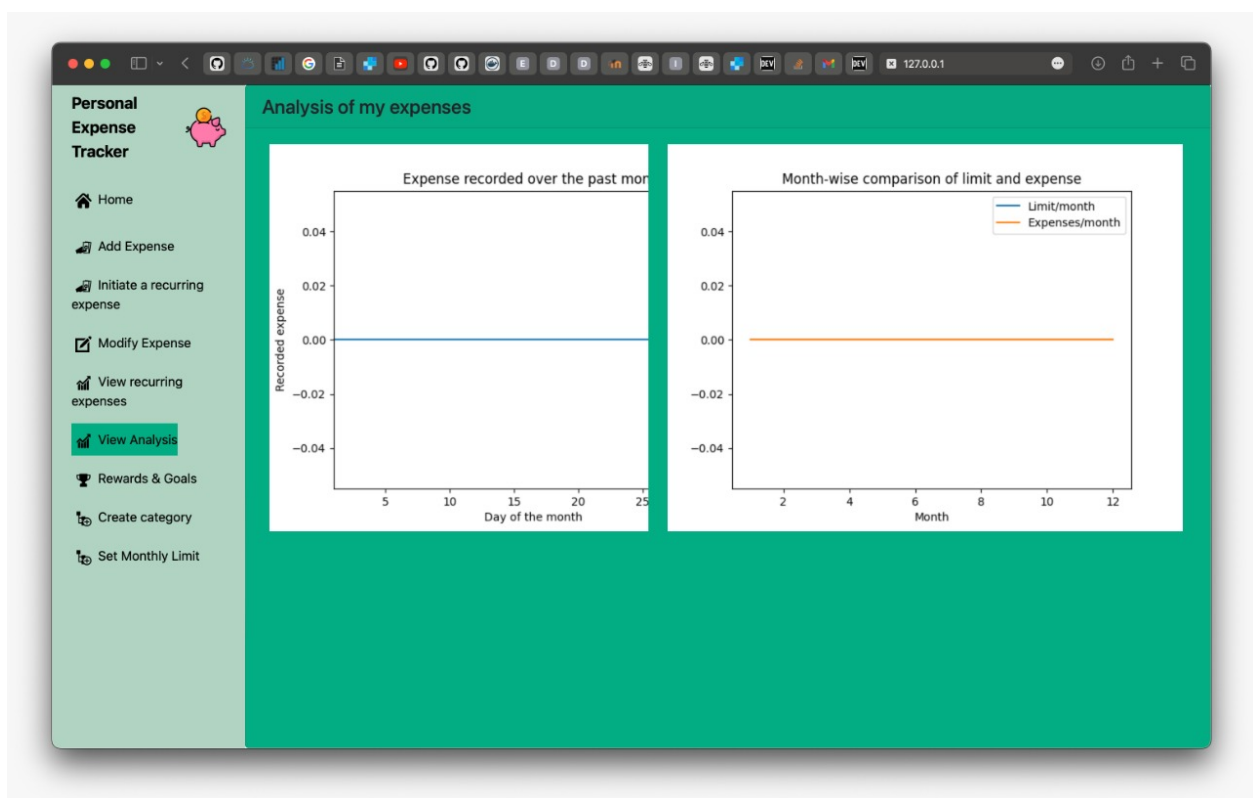 127.0.0.1
Personal
Expense
Tracker
Home
Add Expense
Initiate a recurring
expense
Modify Expense
View recurring
expenses
View Analysis
Rewards & Goals
Create category
Set Monthly Limit
Analysis of my expenses
Expense recorded over the past mon
Recorded expense
0.04
0.02
0.00
−0.02
−0.04
5 10 15 20 25
Day of the month
Month-wise comparison of limit and expense
Limit/month
Expenses/month
0.04
0.02
0.00
−0.02
−0.04
2 4 6 8 10 12
Month